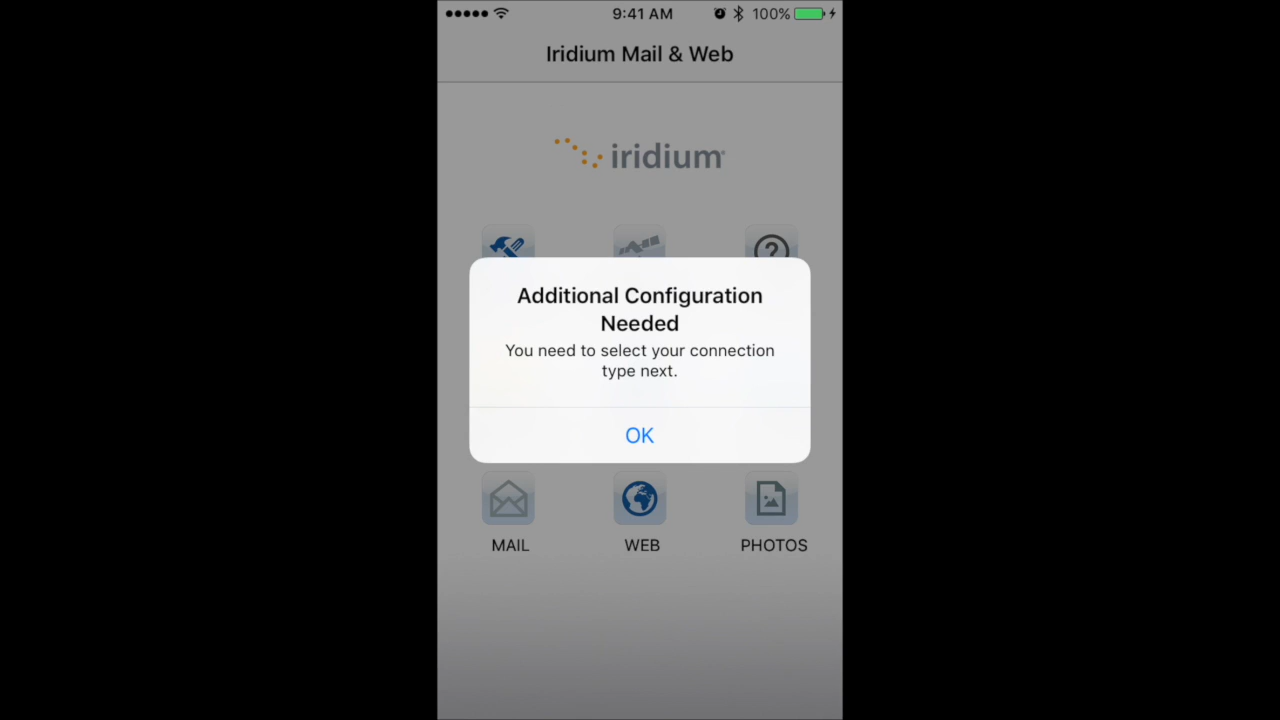 9:41 AM 100%
Iridium Mail & Web
iridium
Additional Configuration
Needed
You need to select your connection
type next.
OK
MAIL WEB PHOTOS